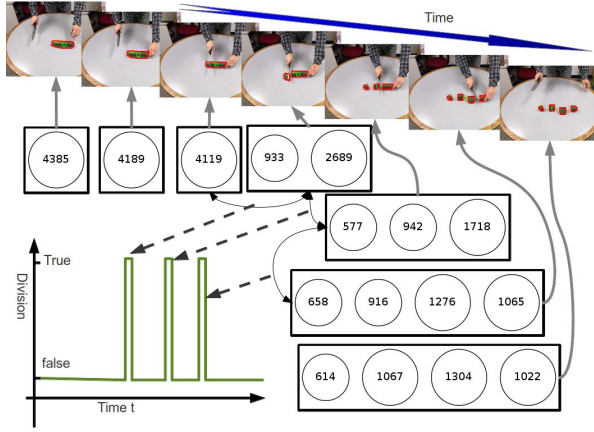 Time
4385
4189
4119
933 2689
577 942 1718
658 916 1276 1065
614 1067 1304 1022
Division
True
false
Time t